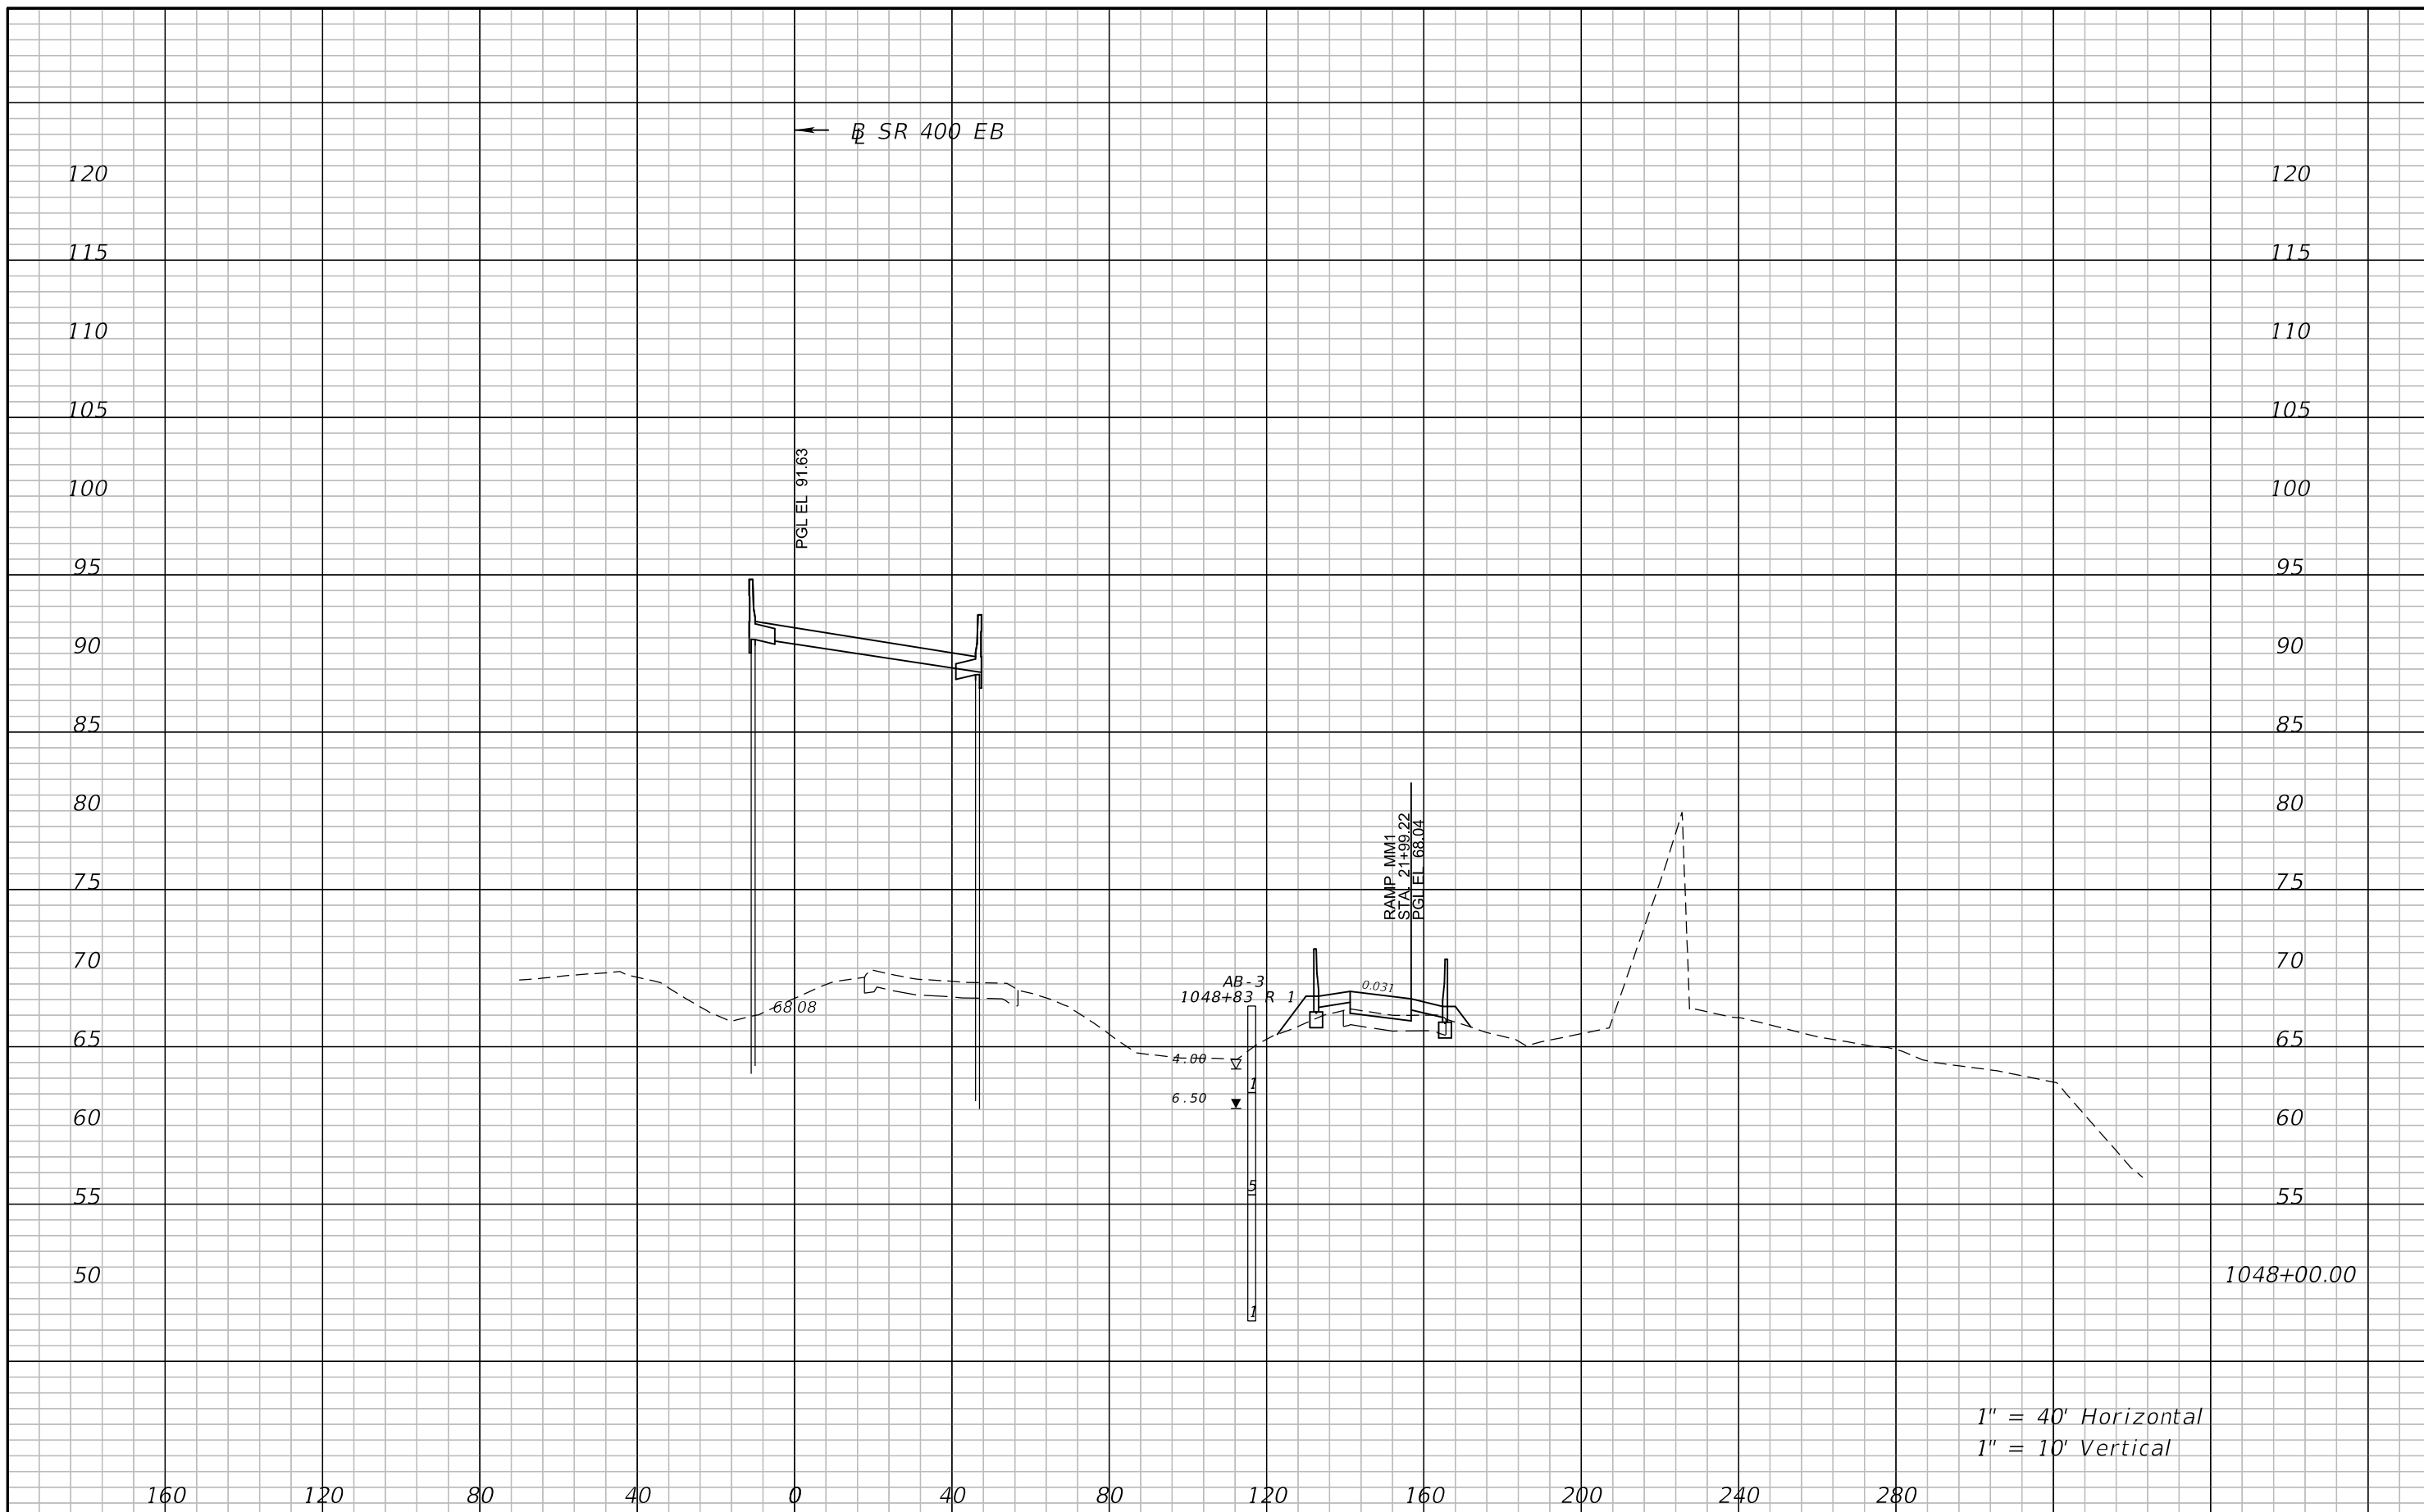 BL SR 400 EB
120 120
115 115
110 110
105 105
PGL EL 91.63
100 100
95 95
90 90
85 85
80 80
RAMP MM1
STA. 21+99.22
PGL EL 68.04
75 75
70 70
AB-3
0.031
1048+83 R 1
68.08
65 65
4.00
1
6.50
60 60
5
55 55
50 1048+00.00
1
1" = 40' Horizontal
1" = 10' Vertical
160 120 80 40 0 40 80 120 160 200 240 280